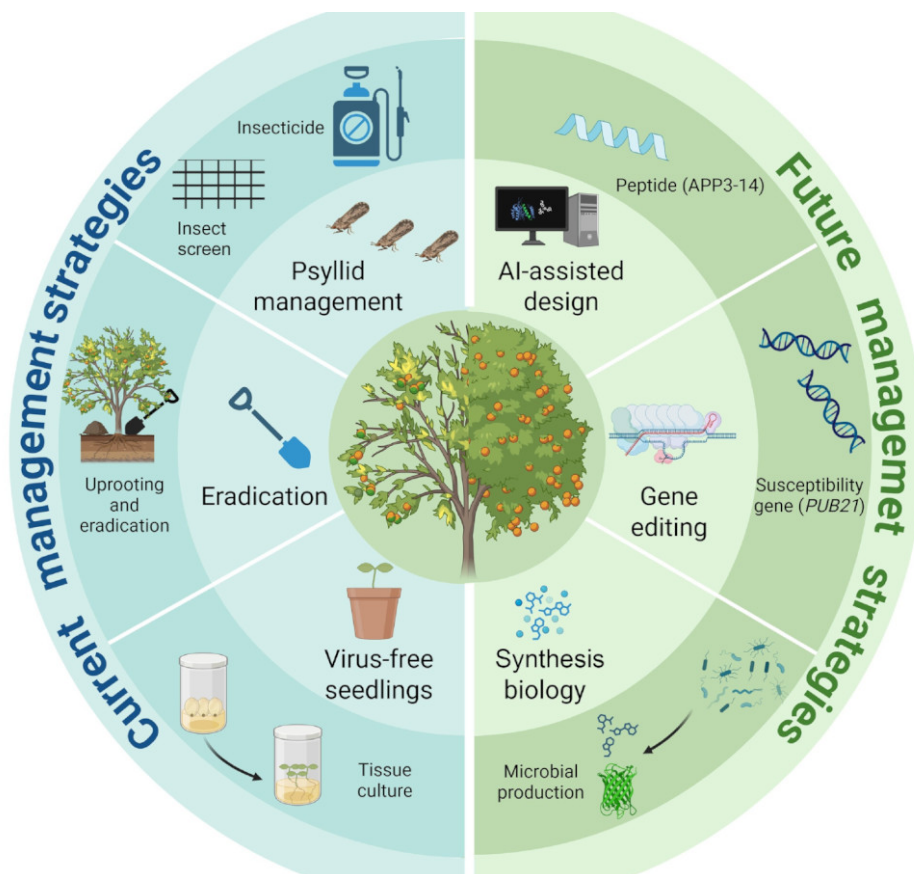 Current management strategies
Insecticide
Insect
screen
Psyllid
management
Uprooting
and
eradication
Eradication
Virus-free
seedlings
Tissue
culture
Future managemet strategies
Peptide (APP3-14)
AI-assisted
design
Gene
editing
Susceptibility
gene (PUB21)
Synthesis
biology
Microbial
production